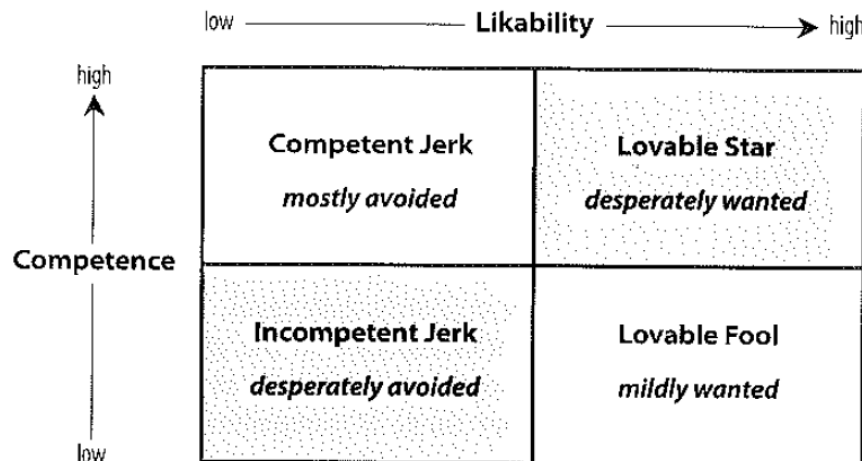 low Likability high
high
Competent Jerk Lovable Star
mostly avoided desperately wanted
Competence
Incompetent Jerk Lovable Fool
desperately avoided mildly wanted
low